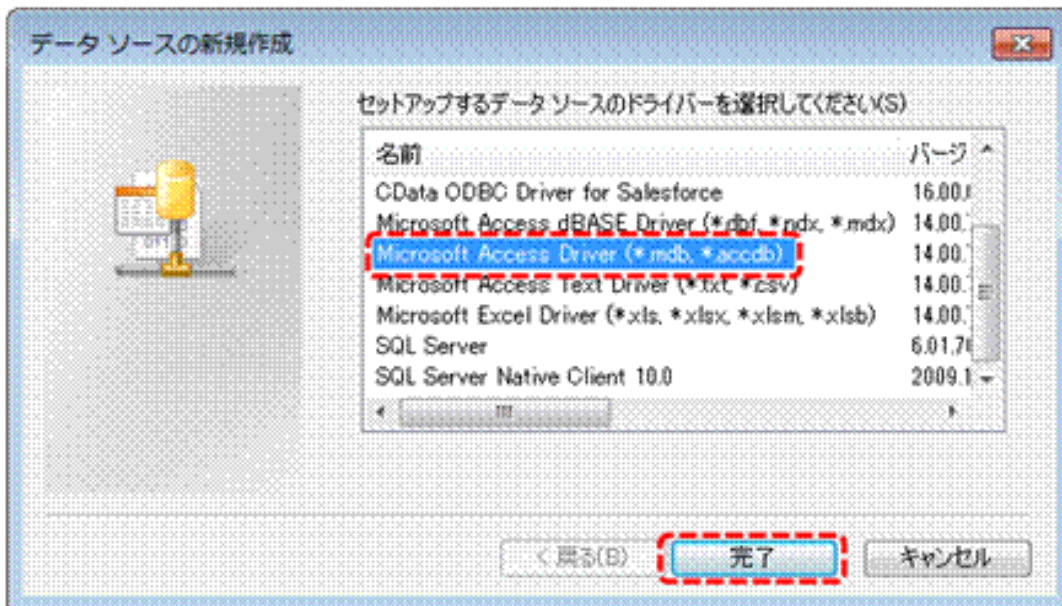 データ ソースの新規作成
セットアップするデータ ソースのドライバーを選択してください(S)
名前 バージ
CData ODBC Driver for Salesforce 16.00.
Microsoft Access dBASE Driver (*.dbf, *.ndx, *.mdx) 14.00.
Microsoft Access Driver (*.mdb, *.accdb) 14.00.
Microsoft Access Text Driver (*.txt, *.csv) 14.00.
Microsoft Excel Driver (*.xls, *.xlsx, *.xlsm, *.xlsb) 14.00.
SQL Server 6.01.7
SQL Server Native Client 10.0 2009.1
< 戻る(B) 完了 キャンセル